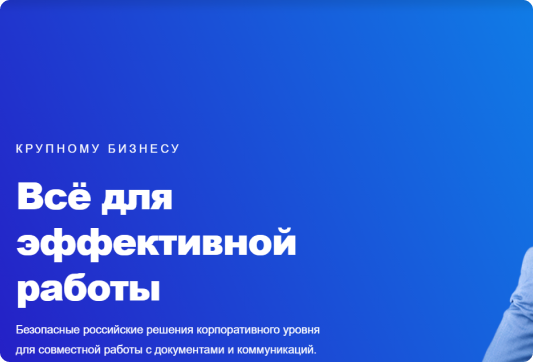 КРУПНОМУ БИЗНЕСУ
Всё для
эффективной
работы
Безопасные российские решения корпоративного уровня
для совместной работы с документами и коммуникаций.